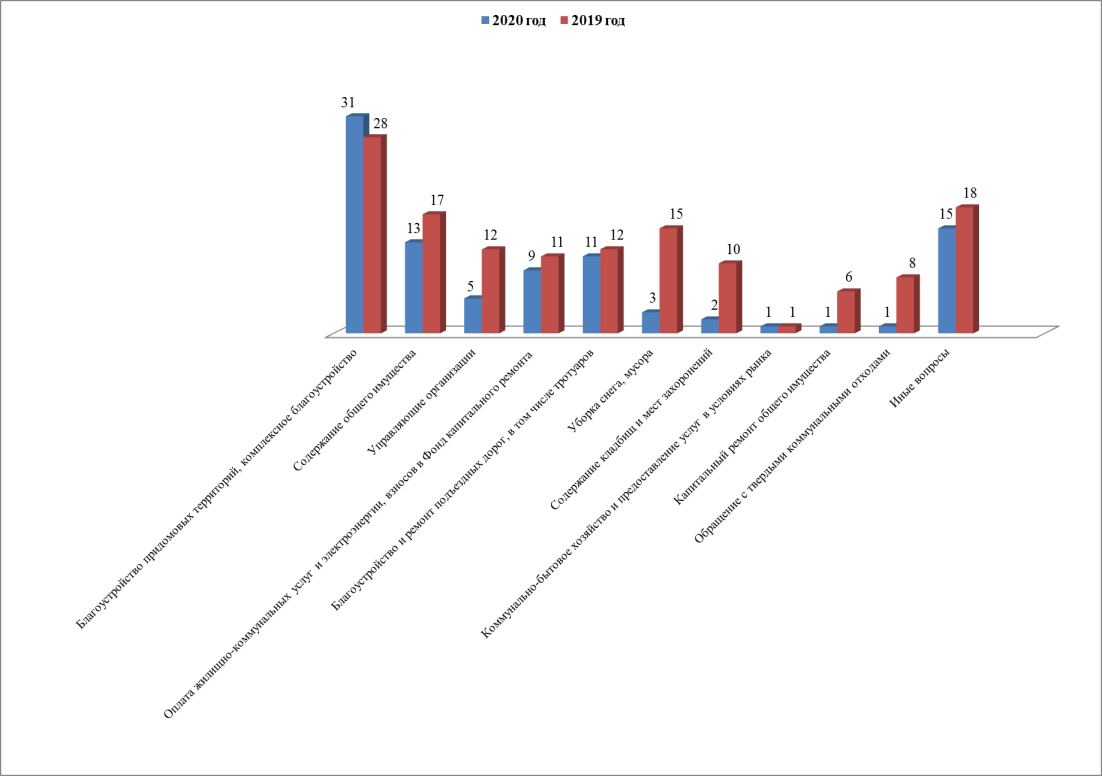 2020 год 2019 год
31 28
13 17
5 12
9 11
11 12
3 15
2 10
1 1
1 6
1 8
15 18
Благоустройство придомовых территорий, комплексное благоустройство
Содержание общего имущества
Управляющие организации
Оплата жилищно-коммунальных услуг и электроэнергии, взносов в Фонд капитального ремонта
Благоустройство и ремонт подъездных дорог, в том числе тротуаров
Уборка снега, мусора
Содержание кладбищ и мест захоронений
Коммунально-бытовое хозяйство и предоставление услуг в условиях рынка
Капитальный ремонт общего имущества
Обращение с твердыми коммунальными отходами
Иные вопросы